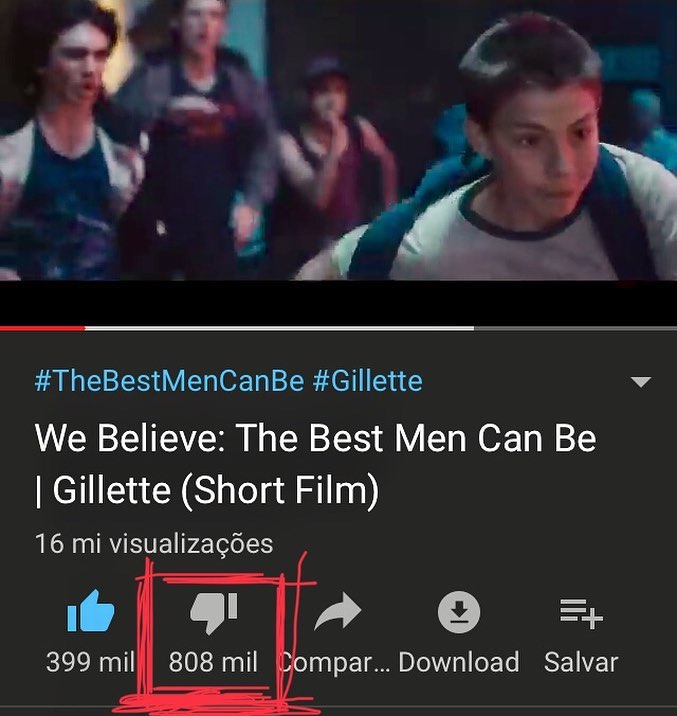 #TheBestMenCanBe #Gillette
We Believe: The Best Men Can Be
| Gillette (Short Film)
16 mi visualizações
399 mil 808 mil Compar... Download Salvar